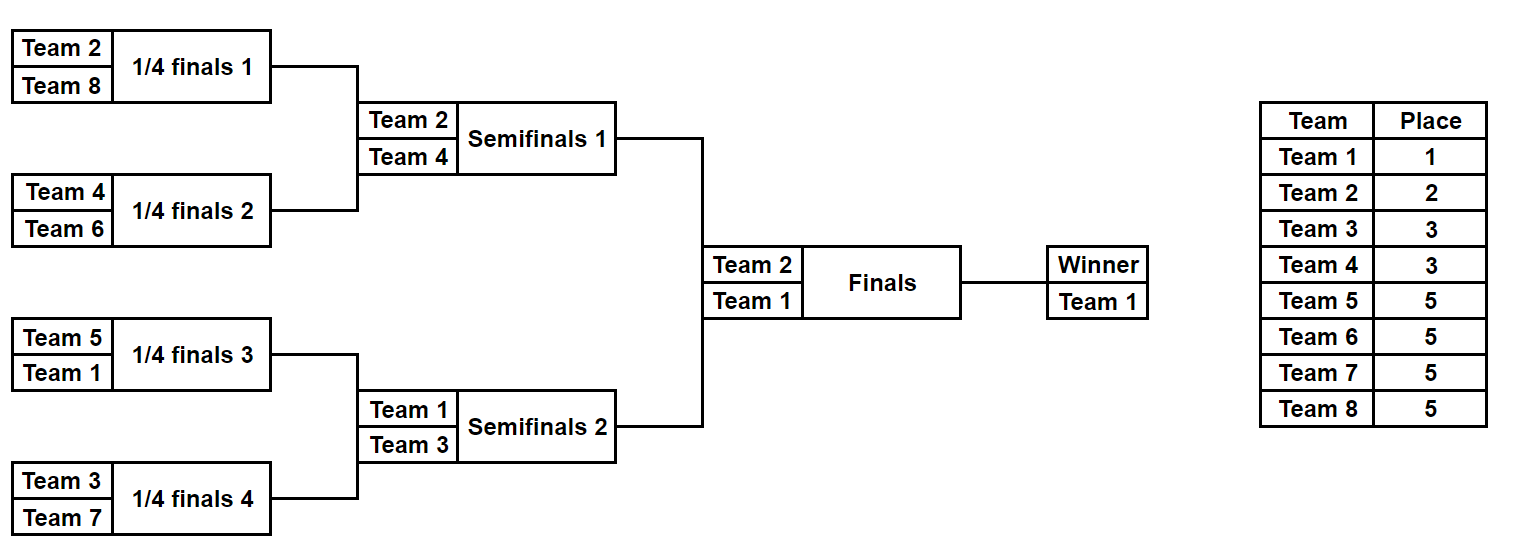 Team 2
Team 8
1/4 finals 1
Team 4
Team 6
1/4 finals 2
Team 5
Team 1
1/4 finals 3
Team 3
Team 7
1/4 finals 4
Team 2
Team 4
Semifinals 1
Team 1
Team 3
Semifinals 2
Team 2
Team 1
Finals
Winner
Team 1
Team Place
Team 1 1
Team 2 2
Team 3 3
Team 4 3
Team 5 5
Team 6 5
Team 7 5
Team 8 5